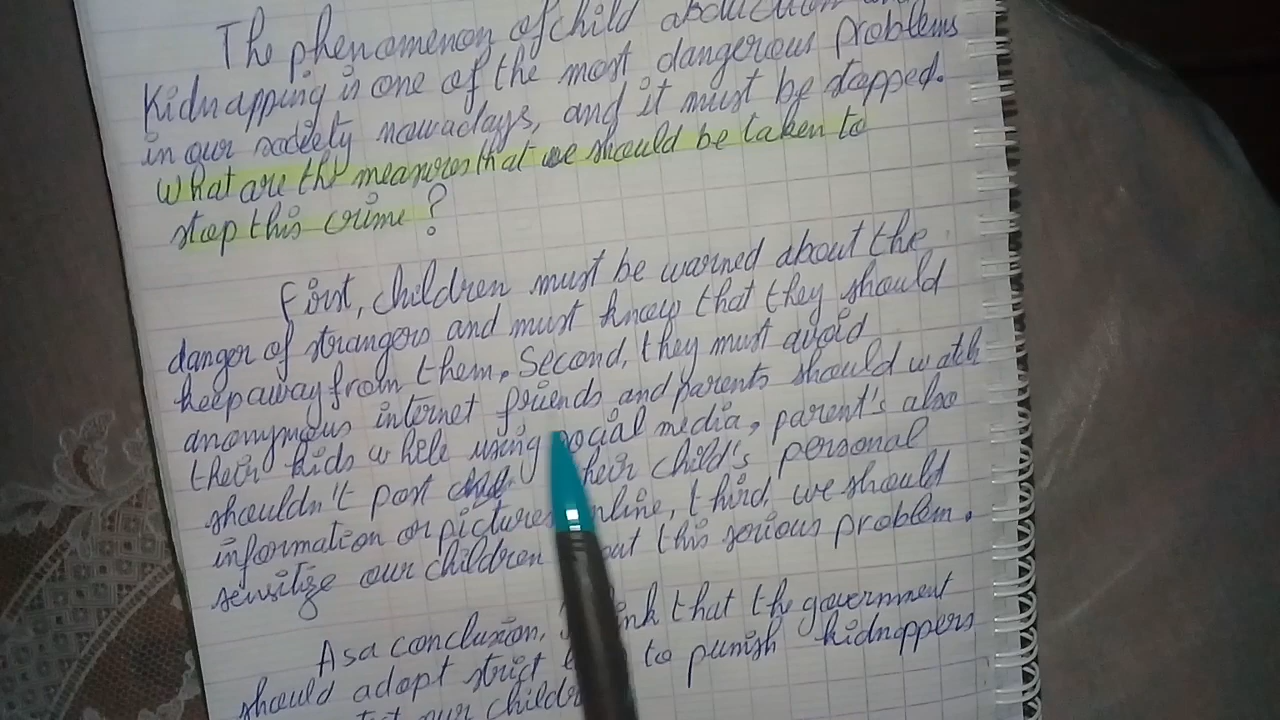 The phenomenon of child abduction
Kidnapping is one of the most dangerous problems
in our society nowadays, and it must be stopped.
What are the measures that we should be taken to
stop this crime ?
First, children must be warned about the
danger of strangers and must know that they should
keep away from them. Second, they must avoid
anonymous internet friends and parents should watch
their kids while using social media, parent's also
shouldn't post their child's personal
information or pictures online, third, we should
sensitize our children about this serious problem.
As a conclusion, I think that the government
should adopt strict to punish kidnappers
our children